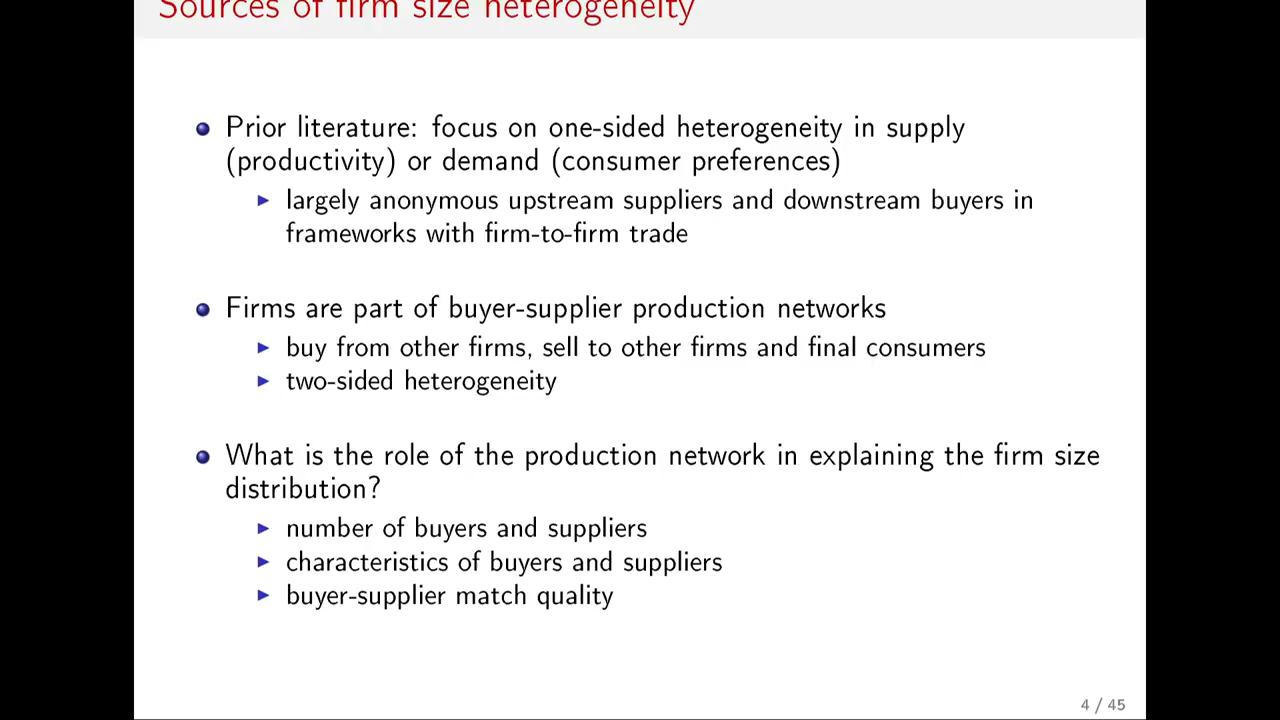 Sources of firm size heterogeneity
Prior literature: focus on one-sided heterogeneity in supply
(productivity) or demand (consumer preferences)
largely anonymous upstream suppliers and downstream buyers in
frameworks with firm-to-firm trade
Firms are part of buyer-supplier production networks
buy from other firms, sell to other firms and final consumers
two-sided heterogeneity
What is the role of the production network in explaining the firm size
distribution?
number of buyers and suppliers
characteristics of buyers and suppliers
buyer-supplier match quality
4 / 45